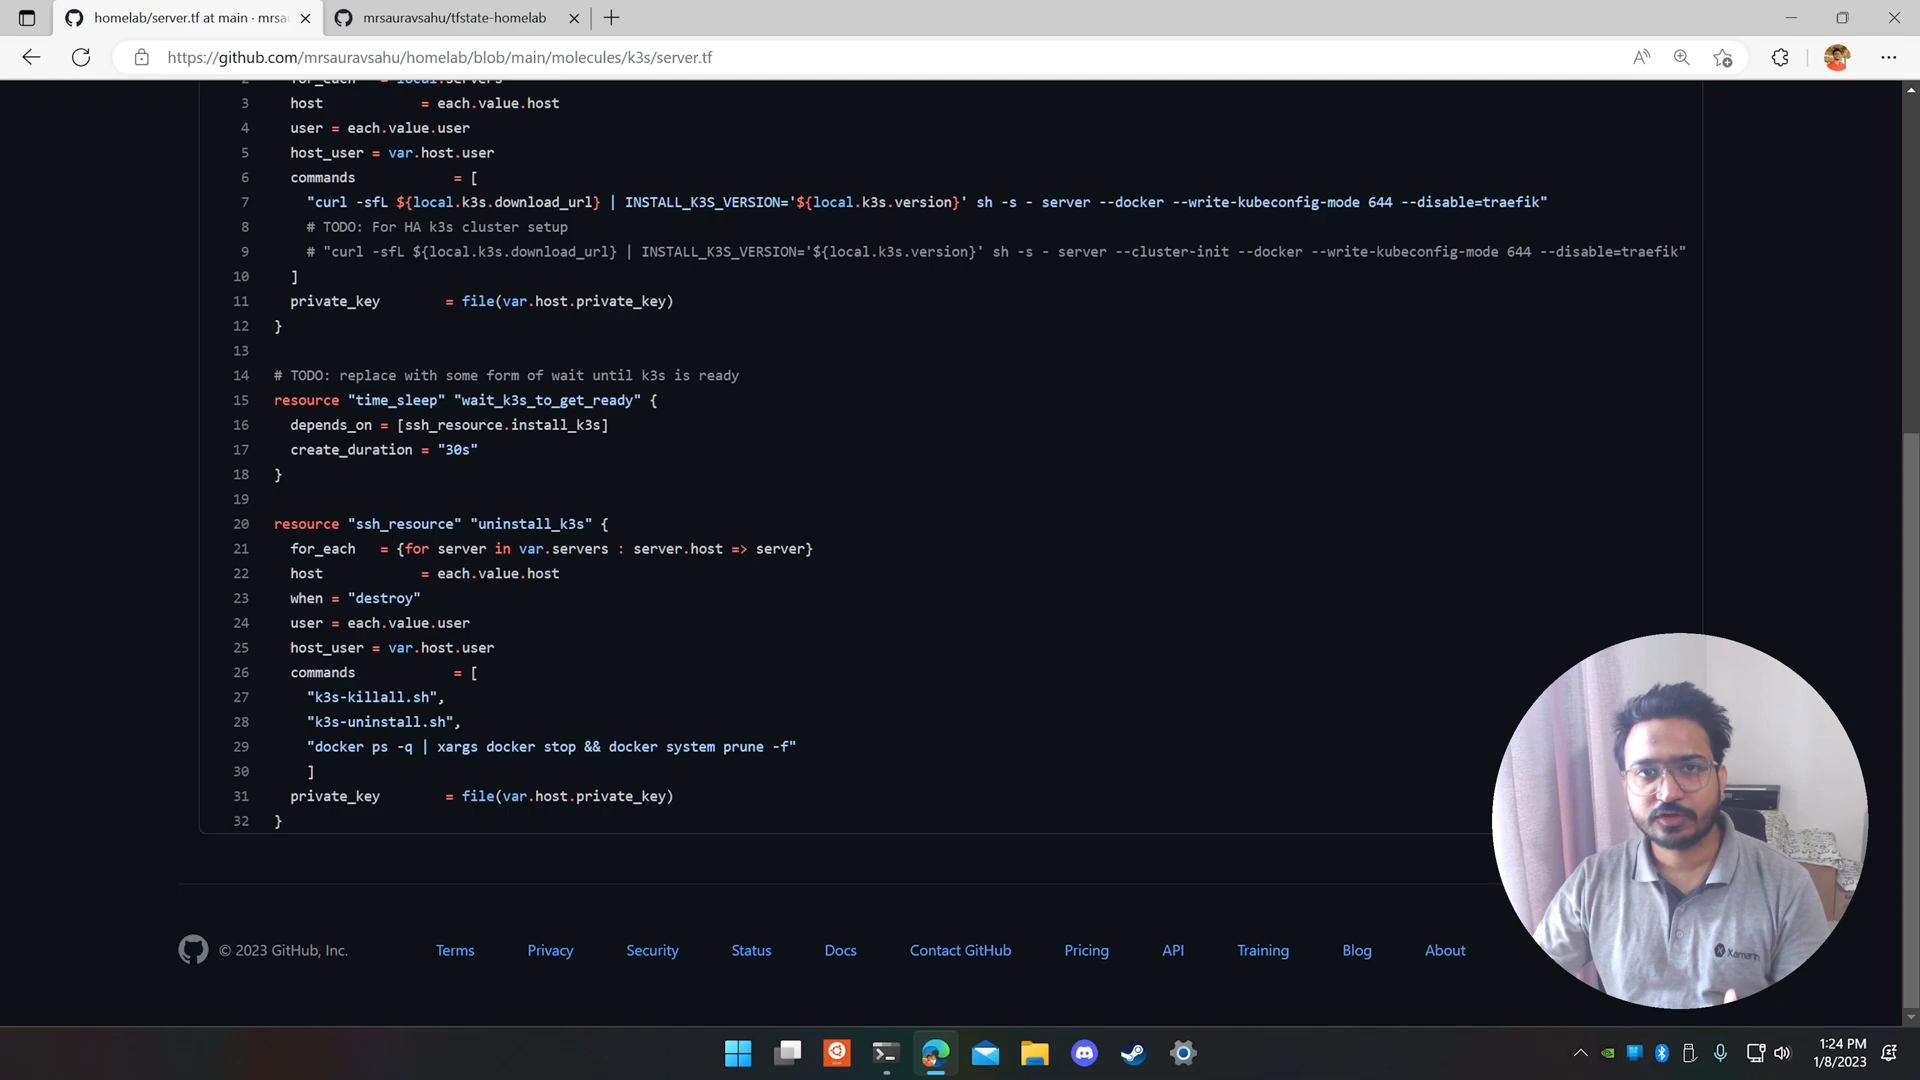 homelab/server.tf at main · mrsa
mrsauravsahu/tfstate-homelab
https://github.com/mrsauravsahu/homelab/blob/main/molecules/k3s/server.tf
2 for_each = local.servers
3 host = each.value.host
4 user = each.value.user
5 host_user = var.host.user
6 commands = [
7 "curl -sfL ${local.k3s.download_url} | INSTALL_K3S_VERSION='${local.k3s.version}' sh -s - server --docker --write-kubeconfig-mode 644 --disable=traefik"
8 # TODO: For HA k3s cluster setup
9 # "curl -sfL ${local.k3s.download_url} | INSTALL_K3S_VERSION='${local.k3s.version}' sh -s - server --cluster-init --docker --write-kubeconfig-mode 644 --disable=traefik"
10 ]
11 private_key = file(var.host.private_key)
12 }
13
14 # TODO: replace with some form of wait until k3s is ready
15 resource "time_sleep" "wait_k3s_to_get_ready" {
16 depends_on = [ssh_resource.install_k3s]
17 create_duration = "30s"
18 }
19
20 resource "ssh_resource" "uninstall_k3s" {
21 for_each = {for server in var.servers : server.host => server}
22 host = each.value.host
23 when = "destroy"
24 user = each.value.user
25 host_user = var.host.user
26 commands = [
27 "k3s-killall.sh",
28 "k3s-uninstall.sh",
29 "docker ps -q | xargs docker stop && docker system prune -f"
30 ]
31 private_key = file(var.host.private_key)
32 }
© 2023 GitHub, Inc. Terms Privacy Security Status Docs Contact GitHub Pricing API Training Blog About
Xamarin
1:24 PM
1/8/2023